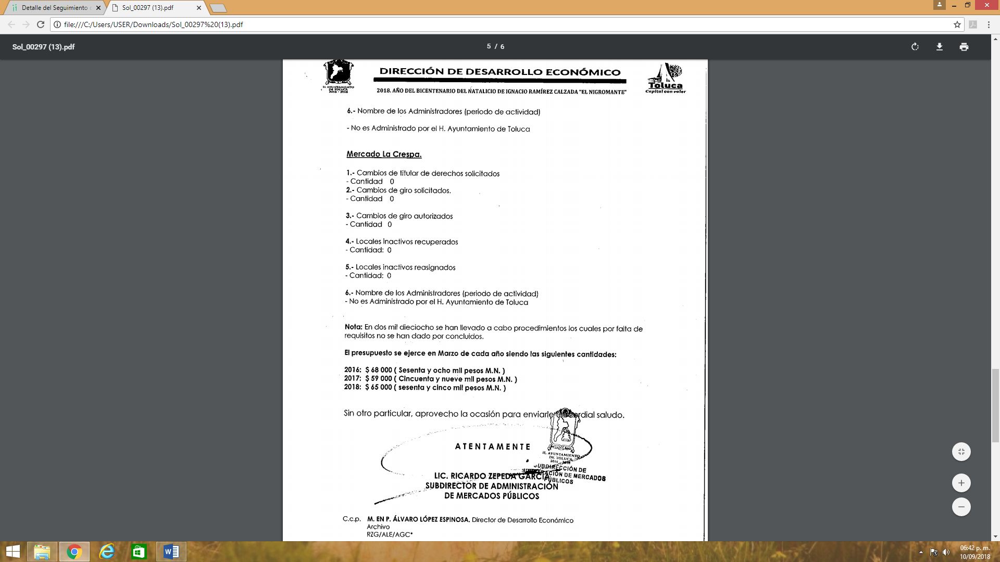 Detalle del Seguimiento
Sol_00297 (13).pdf
file:///C:/Users/USER/Downloads/Sol_00297%20(13).pdf
Sol_00297 (13).pdf
5 / 6
H. AYUNTAMIENTO
DE TOLUCA
2016 - 2018
DIRECCIÓN DE DESARROLLO ECONÓMICO
2018. AÑO DEL BICENTENARIO DEL NATALICIO DE IGNACIO RAMÍREZ CALZADA "EL NIGROMANTE"
Toluca
Capital con valor
6.- Nombre de los Administradores (periodo de actividad)
- No es Administrado por el H. Ayuntamiento de Toluca
Mercado La Crespa.
1.- Cambios de titular de derechos solicitados
- Cantidad 0
2.- Cambios de giro solicitados.
- Cantidad 0
3.- Cambios de giro autorizados
- Cantidad 0
4.- Locales inactivos recuperados
- Cantidad: 0
5.- Locales inactivos reasignados
- Cantidad: 0
6.- Nombre de los Administradores (periodo de actividad)
- No es Administrado por el H. Ayuntamiento de Toluca
Nota: En dos mil dieciocho se han llevado a cabo procedimientos los cuales por falta de
requisitos no se han dado por concluidos.
El presupuesto se ejerce en Marzo de cada año siendo las siguientes cantidades:
2016: $ 68 000 ( Sesenta y ocho mil pesos M.N. )
2017: $ 59 000 ( Cincuenta y nueve mil pesos M.N. )
2018: $ 65 000 ( sesenta y cinco mil pesos M.N. )
Sin otro particular, aprovecho la ocasión para enviarle un cordial saludo.
ATENTAMENTE
H. AYUNTAMIENTO
DE TOLUCA
2016 - 2018
SUBDIRECCIÓN DE
DE MERCADOS
PÚBLICOS
LIC. RICARDO ZEPEDA GARCÍA
SUBDIRECTOR DE ADMINISTRACIÓN
DE MERCADOS PÚBLICOS
C.c.p. M. EN P. ÁLVARO LÓPEZ ESPINOSA. Director de Desarrollo Económico
Archivo
RZG/ALE/AGC*
06:42 p. m.
10/09/2018